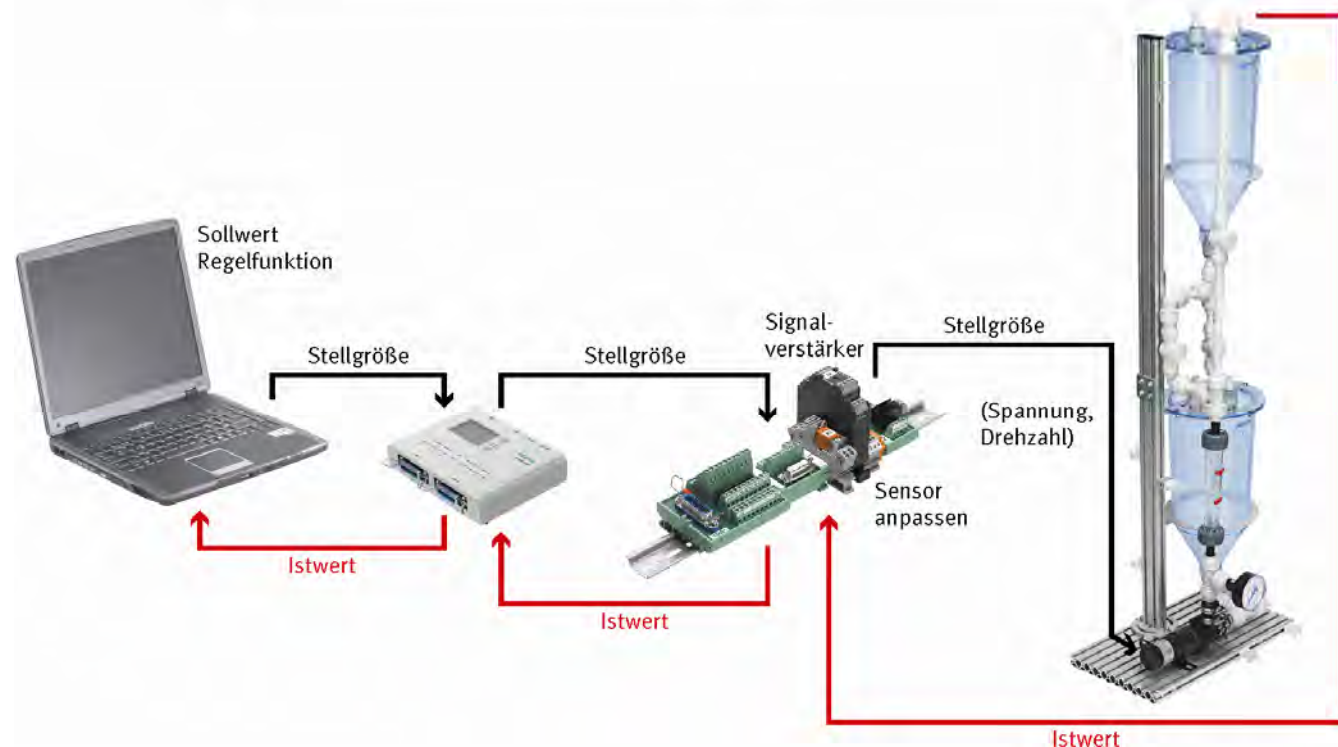 Sollwert
Regelfunktion
Stellgröße
Istwert
Stellgröße
Istwert
Signal-
verstärker
Sensor
anpassen
Stellgröße
(Spannung,
Drehzahl)
Istwert